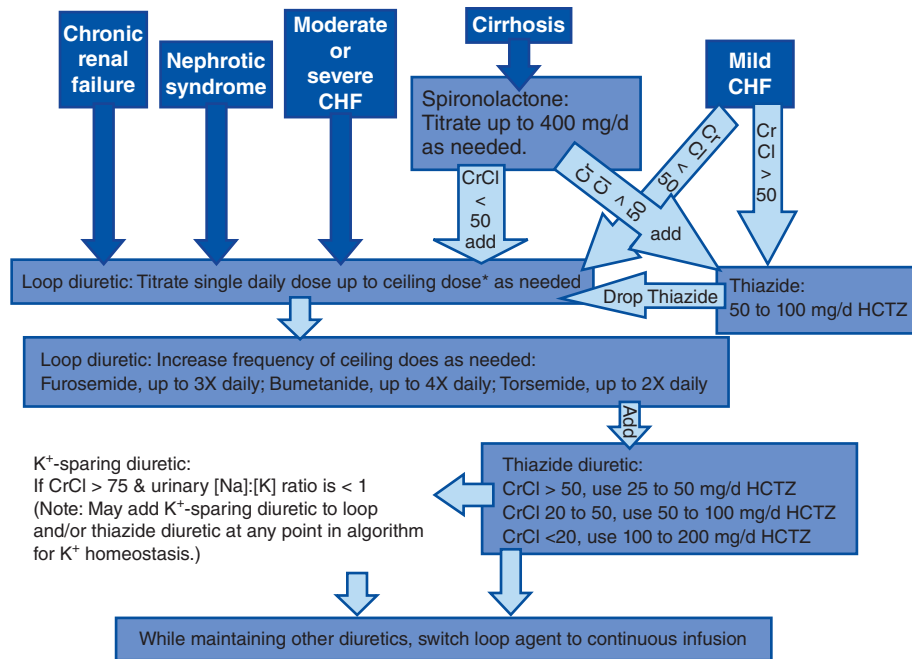 Chronic
renal
failure
Nephrotic
syndrome
Moderate
or
severe
CHF
Cirrhosis
Mild
CHF
Spironolactone:
Titrate up to 400 mg/d
as needed.
CrCl
<
50
add
Cr Cl > 50
add
Cr Cl < 50
Cr
Cl
>
50
Loop diuretic: Titrate single daily dose up to ceiling dose* as needed
Drop Thiazide
Thiazide:
50 to 100 mg/d HCTZ
Loop diuretic: Increase frequency of ceiling does as needed:
Furosemide, up to 3X daily; Bumetanide, up to 4X daily; Torsemide, up to 2X daily
Add
K⁺-sparing diuretic:
If CrCl > 75 & urinary [Na]:[K] ratio is < 1
(Note: May add K⁺-sparing diuretic to loop
and/or thiazide diuretic at any point in algorithm
for K⁺ homeostasis.)
Thiazide diuretic:
CrCl > 50, use 25 to 50 mg/d HCTZ
CrCl 20 to 50, use 50 to 100 mg/d HCTZ
CrCl <20, use 100 to 200 mg/d HCTZ
While maintaining other diuretics, switch loop agent to continuous infusion